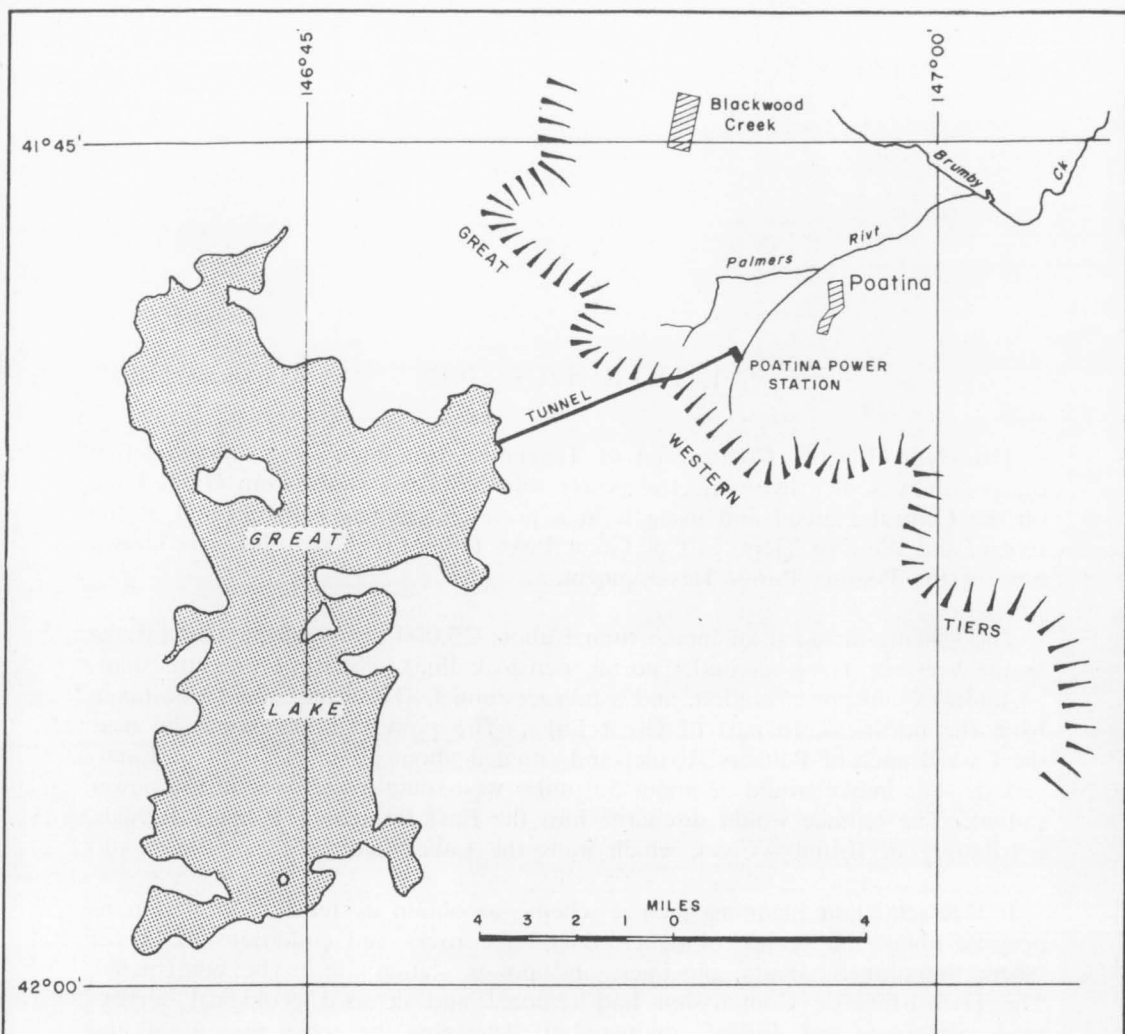 146°45'
147°00'
41°45'
Blackwood
Creek
Brumby
Ck
GREAT
Palmers
Rivt
Poatina
POATINA POWER
STATION
TUNNEL
WESTERN
GREAT
TIERS
LAKE
MILES
4 3 2 1 0 4
42°00'